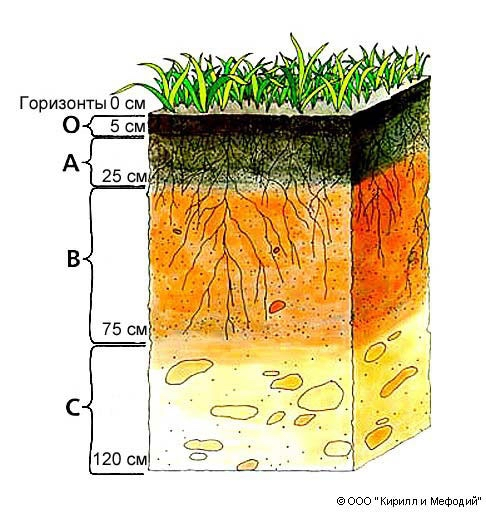 Горизонты 0 см
О 5 см
А
25 см
В
75 см
С
120 см
© ООО "Кирилл и Мефодий"